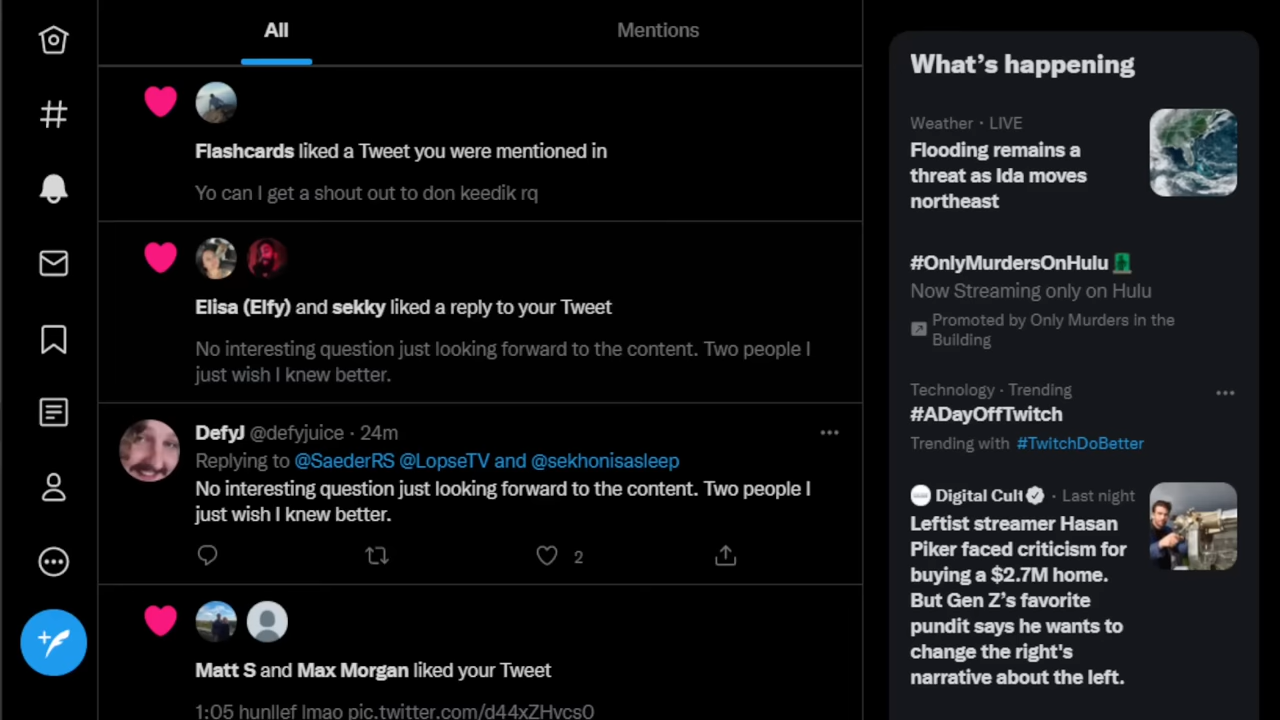 All
Mentions
Flashcards liked a Tweet you were mentioned in
Yo can I get a shout out to don keedik rq
Elisa (Elfy) and sekky liked a reply to your Tweet
No interesting question just looking forward to the content. Two people I
just wish I knew better.
DefyJ @defyjuice · 24m
Replying to @SaederRS @LopseTV and @sekhonisasleep
No interesting question just looking forward to the content. Two people I
just wish I knew better.
2
Matt S and Max Morgan liked your Tweet
1:05 hunllef lmao pic.twitter.com/d44xZHvcs0
What's happening
Weather · LIVE
Flooding remains a
threat as Ida moves
northeast
#OnlyMurdersOnHulu
Now Streaming only on Hulu
Promoted by Only Murders in the
Building
Technology · Trending
#ADayOffTwitch
Trending with #TwitchDoBetter
Digital Cult · Last night
Leftist streamer Hasan
Piker faced criticism for
buying a $2.7M home.
But Gen Z's favorite
pundit says he wants to
change the right's
narrative about the left.